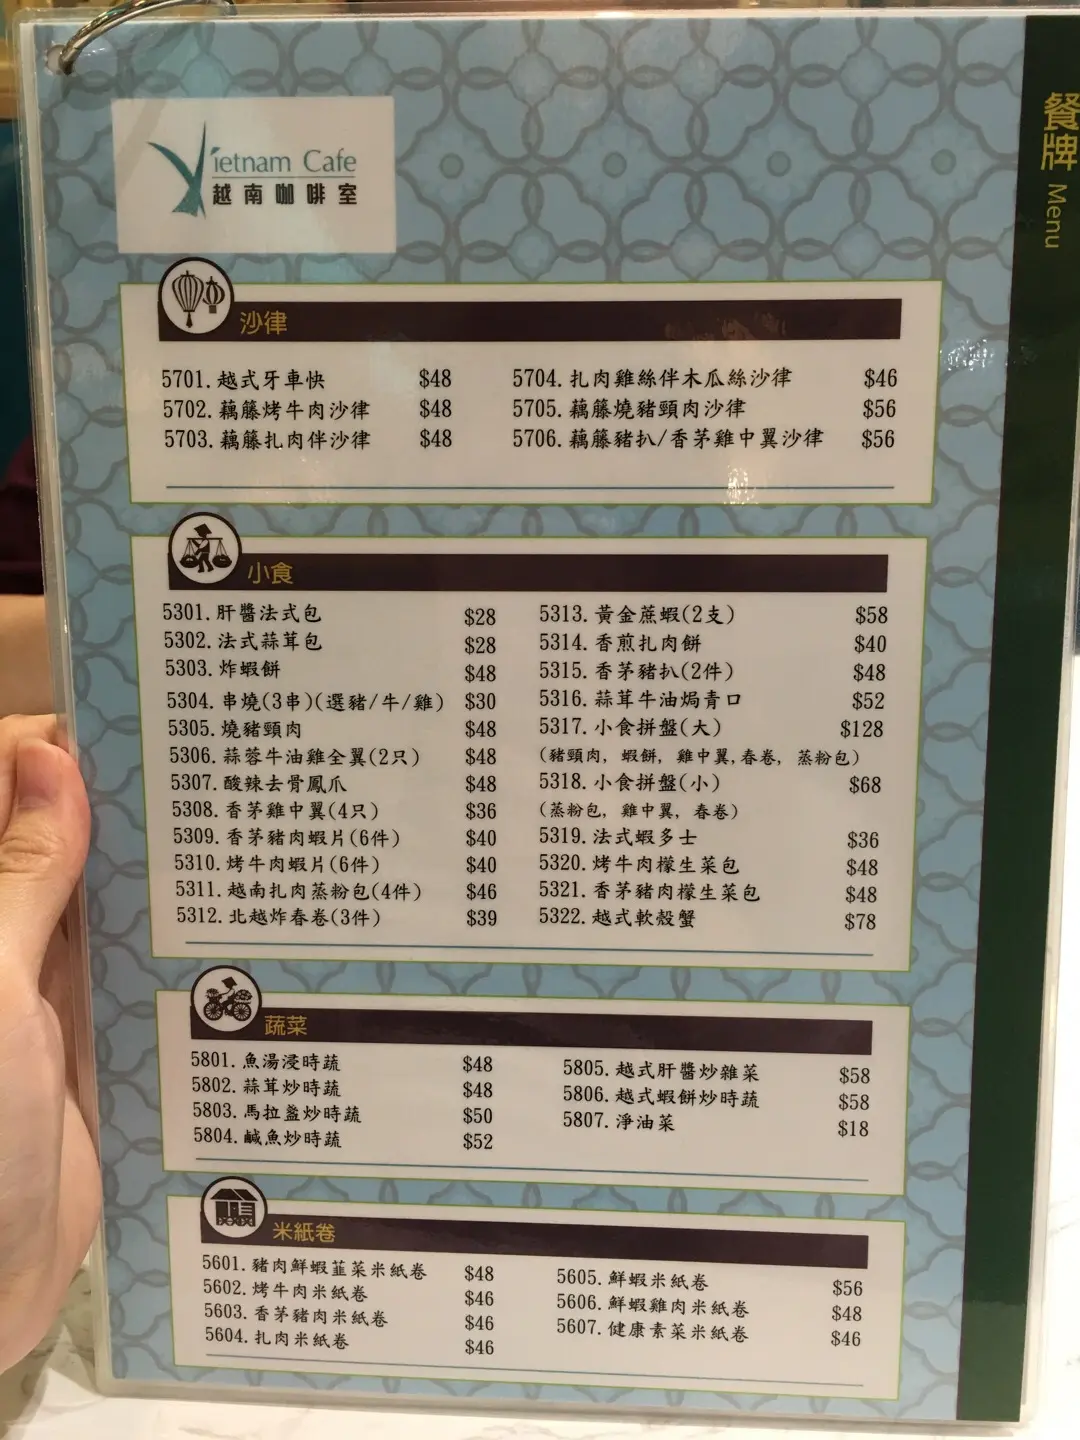 Vietnam Cafe
越南咖啡室
餐牌 Menu
沙律
5701. 越式牙車快 $48
5702. 藕藤烤牛肉沙律 $48
5703. 藕藤扎肉伴沙律 $48
5704. 扎肉雞絲伴木瓜絲沙律 $46
5705. 藕藤燒豬頸肉沙律 $56
5706. 藕藤豬扒/香茅雞中翼沙律 $56
小食
5301. 肝醬法式包 $28
5302. 法式蒜茸包 $28
5303. 炸蝦餅 $48
5304. 串燒(3串)(選豬/牛/雞) $30
5305. 燒豬頸肉 $48
5306. 蒜蓉牛油雞全翼(2只) $48
5307. 酸辣去骨鳳爪 $48
5308. 香茅雞中翼(4只) $36
5309. 香茅豬肉蝦片(6件) $40
5310. 烤牛肉蝦片(6件) $40
5311. 越南扎肉蒸粉包(4件) $46
5312. 北越炸春卷(3件) $39
5313. 黃金蔗蝦(2支) $58
5314. 香煎扎肉餅 $40
5315. 香茅豬扒(2件) $48
5316. 蒜茸牛油焗青口 $52
5317. 小食拼盤(大) $128
(豬頸肉, 蝦餅, 雞中翼, 春卷, 蒸粉包)
5318. 小食拼盤(小) $68
(蒸粉包, 雞中翼, 春卷)
5319. 法式蝦多士 $36
5320. 烤牛肉檬生菜包 $48
5321. 香茅豬肉檬生菜包 $48
5322. 越式軟殼蟹 $78
蔬菜
5801. 魚湯浸時蔬 $48
5802. 蒜茸炒時蔬 $48
5803. 馬拉盞炒時蔬 $50
5804. 鹹魚炒時蔬 $52
5805. 越式肝醬炒雜菜 $58
5806. 越式蝦餅炒時蔬 $58
5807. 淨油菜 $18
米紙卷
5601. 豬肉鮮蝦韮菜米紙卷 $48
5602. 烤牛肉米紙卷 $46
5603. 香茅豬肉米紙卷 $46
5604. 扎肉米紙卷 $46
5605. 鮮蝦米紙卷 $56
5606. 鮮蝦雞肉米紙卷 $48
5607. 健康素菜米紙卷 $46